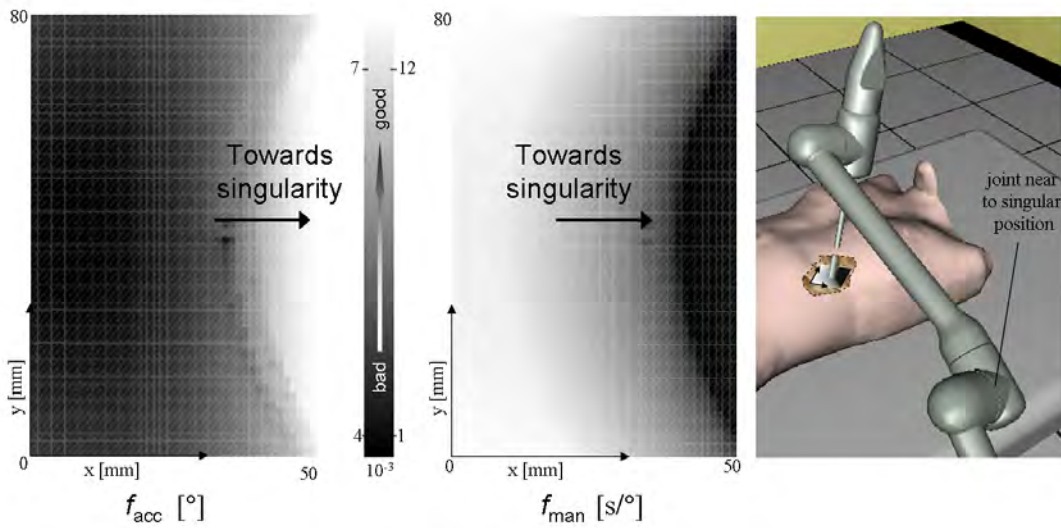 80
Towards
singularity
y [mm]
0
x [mm]
50
f_acc [°]
7
12
good
bad
4
1
10⁻³
80
Towards
singularity
y [mm]
0
x [mm]
50
f_man [s/°]
joint near
to singular
position